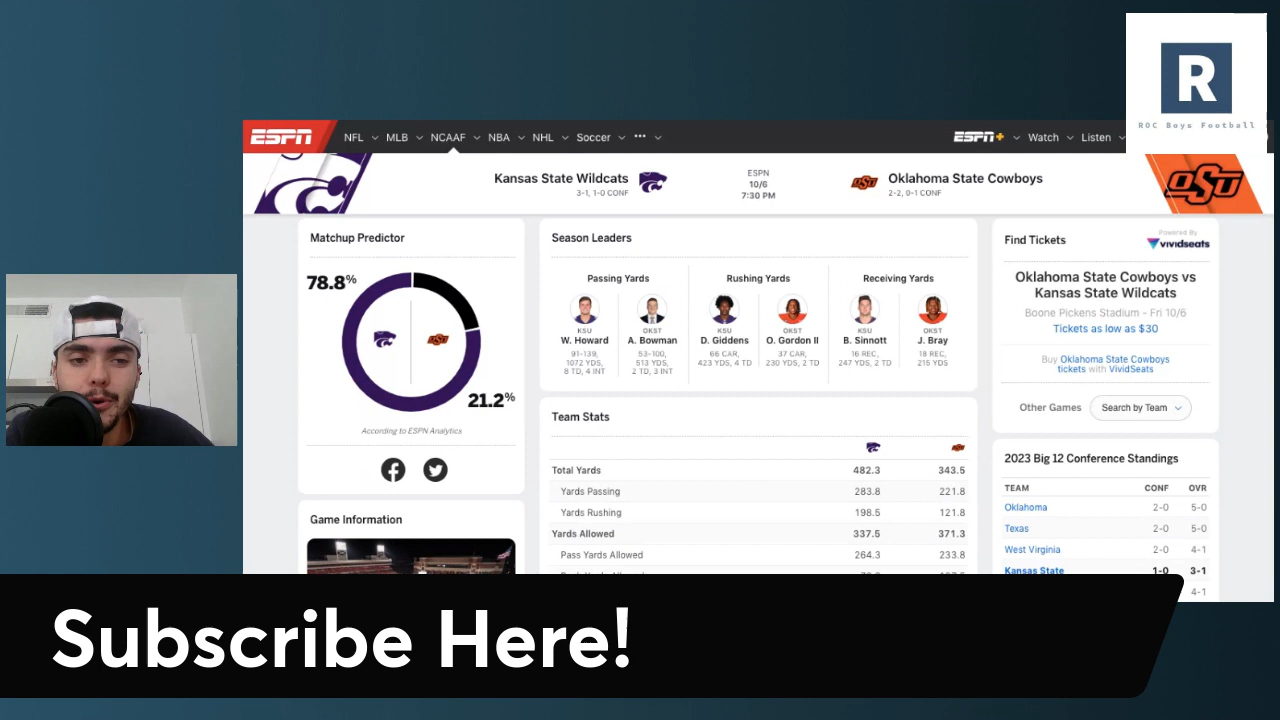 R
ROC Boys Football
ESPN NFL MLB NCAAF NBA NHL Soccer ••• ESPN+ Watch Listen
Kansas State Wildcats
3-1, 1-0 CONF
ESPN
10/6
7:30 PM
OSU
Oklahoma State Cowboys
2-2, 0-1 CONF
OSU
Matchup Predictor
78.8%
21.2%
According to ESPN Analytics
Game Information
Season Leaders
Passing Yards
KSU
W. Howard
91-139,
1072 YDS,
8 TD, 4 INT
OKST
A. Bowman
53-100,
513 YDS,
2 TD, 3 INT
Rushing Yards
KSU
D. Giddens
66 CAR,
423 YDS, 4 TD
OKST
O. Gordon II
37 CAR,
230 YDS, 2 TD
Receiving Yards
KSU
B. Sinnott
16 REC,
247 YDS, 2 TD
OKST
J. Bray
18 REC,
215 YDS
Team Stats
Total Yards 482.3 343.5
Yards Passing 283.8 221.8
Yards Rushing 198.5 121.8
Yards Allowed 337.5 371.3
Pass Yards Allowed 264.3 233.8
Find Tickets
Powered By
vividseats
Oklahoma State Cowboys vs
Kansas State Wildcats
Boone Pickens Stadium - Fri 10/6
Tickets as low as $30
Buy Oklahoma State Cowboys
tickets with VividSeats
Other Games Search by Team
2023 Big 12 Conference Standings
TEAM CONF OVR
Oklahoma 2-0 5-0
Texas 2-0 5-0
West Virginia 2-0 4-1
Kansas State 1-0 3-1
4-1
Subscribe Here!